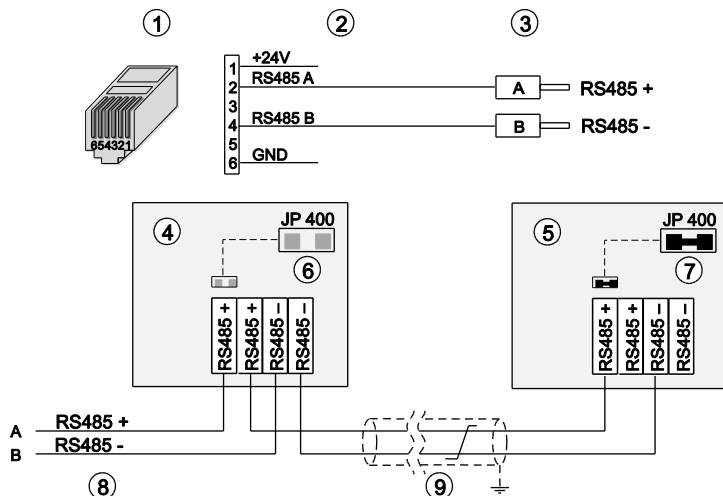 ① ② ③
654321
1 +24V
2 RS485 A
3
4 RS485 B
5
6 GND
A RS485 +
B RS485 -
④ JP 400
⑥
RS485 + RS485 + RS485 - RS485 -
⑤ JP 400
⑦
RS485 + RS485 + RS485 - RS485 -
A RS485 +
B RS485 -
⑧ ⑨